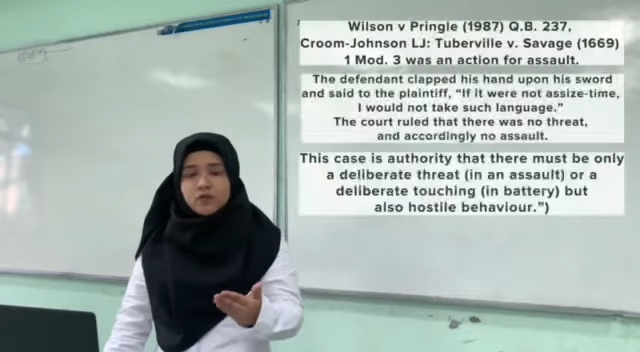 Wilson v Pringle (1987) Q.B. 237,
Croom-Johnson LJ: Tuberville v. Savage (1669)
1 Mod. 3 was an action for assault.
The defendant clapped his hand upon his sword
and said to the plaintiff, “If it were not assize-time,
I would not take such language.”
The court ruled that there was no threat,
and accordingly no assault.
This case is authority that there must be only
a deliberate threat (in an assault) or a
deliberate touching (in battery) but
also hostile behaviour.”)